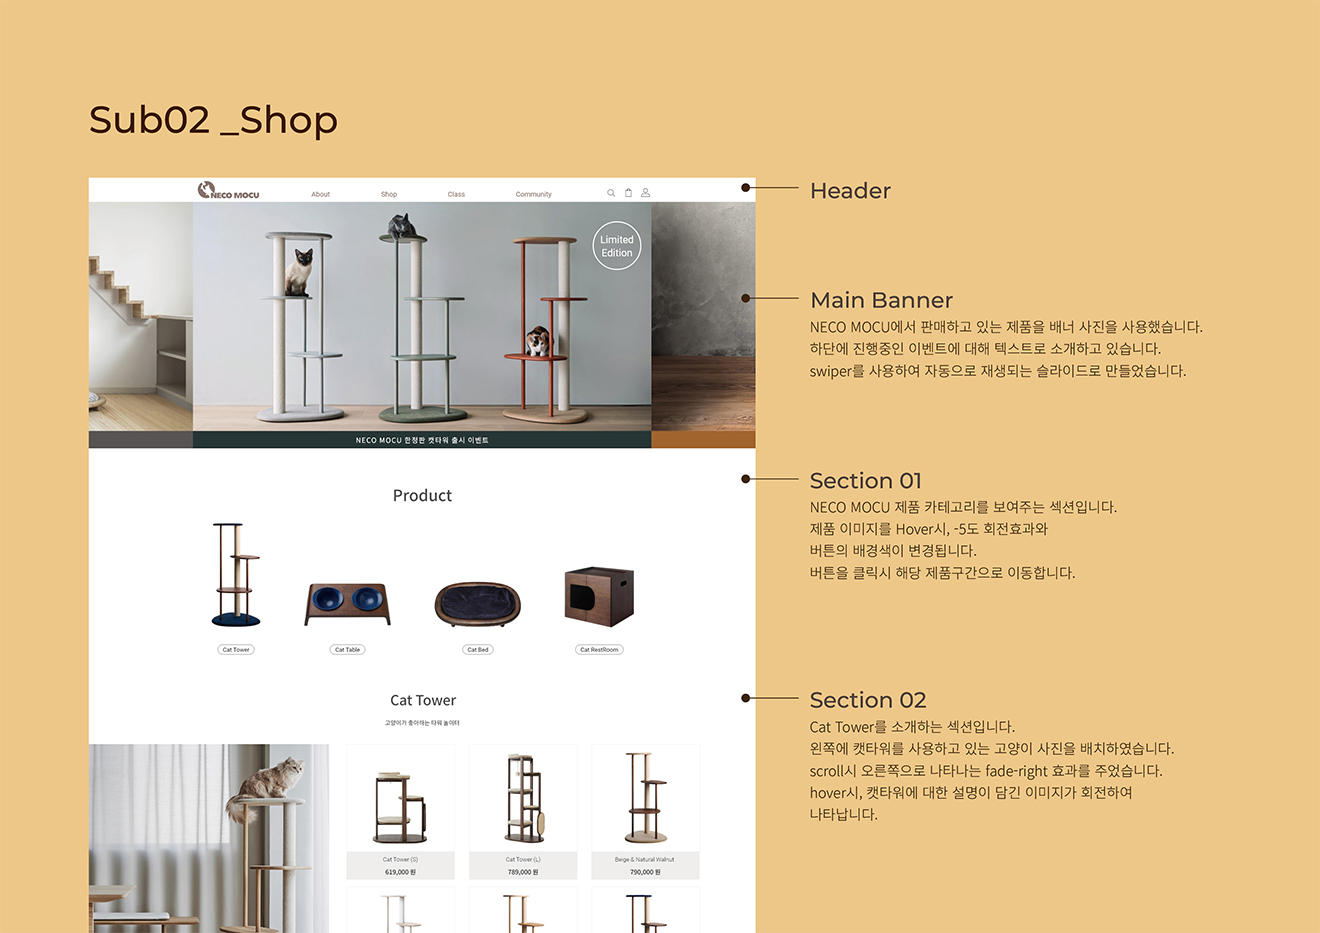 Sub02 _Shop
NECO MOCU
About
Shop
Class
Community
Limited
Edition
NECO MOCU 한정판 캣타워 출시 이벤트
Product
Cat Tower
Cat Table
Cat Bed
Cat RestRoom
Cat Tower
고양이가 좋아하는 타워 놀이터
Cat Tower (S)
619,000 원
Cat Tower (L)
789,000 원
Beige & Natural Walnut
790,000 원
Header
Main Banner
NECO MOCU에서 판매하고 있는 제품을 배너 사진을 사용했습니다.
하단에 진행중인 이벤트에 대해 텍스트로 소개하고 있습니다.
swiper를 사용하여 자동으로 재생되는 슬라이드로 만들었습니다.
Section 01
NECO MOCU 제품 카테고리를 보여주는 섹션입니다.
제품 이미지를 Hover시, -5도 회전효과와
버튼의 배경색이 변경됩니다.
버튼을 클릭시 해당 제품구간으로 이동합니다.
Section 02
Cat Tower를 소개하는 섹션입니다.
왼쪽에 캣타워를 사용하고 있는 고양이 사진을 배치하였습니다.
scroll시 오른쪽으로 나타나는 fade-right 효과를 주었습니다.
hover시, 캣타워에 대한 설명이 담긴 이미지가 회전하여
나타납니다.